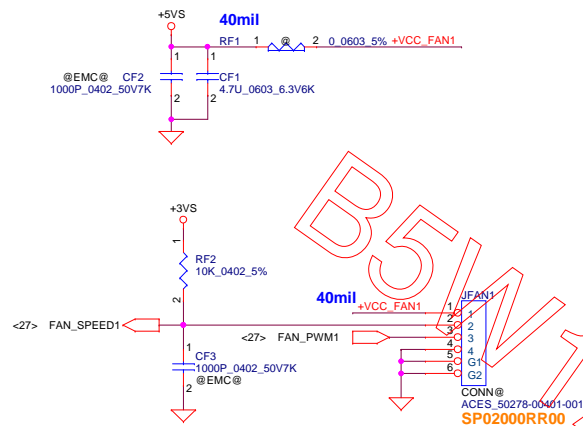 +5VS
40mil
RF1 1 @ 2 0_0603_5% +VCC_FAN1
1 1
@EMC@ CF2 CF1
1000P_0402_50V7K 4.7U_0603_6.3V6K
2 2
+3VS
1
RF2
10K_0402_5%
2
40mil
+VCC_FAN1
JFAN1
1 1
<27> FAN_SPEED1 2 2
<27> FAN_PWM1 3 3
4 4
5 G1
6 G2
1
CF3
1000P_0402_50V7K
@EMC@
2
CONN@
ACES_50278-00401-001
SP02000RR00
B5W1